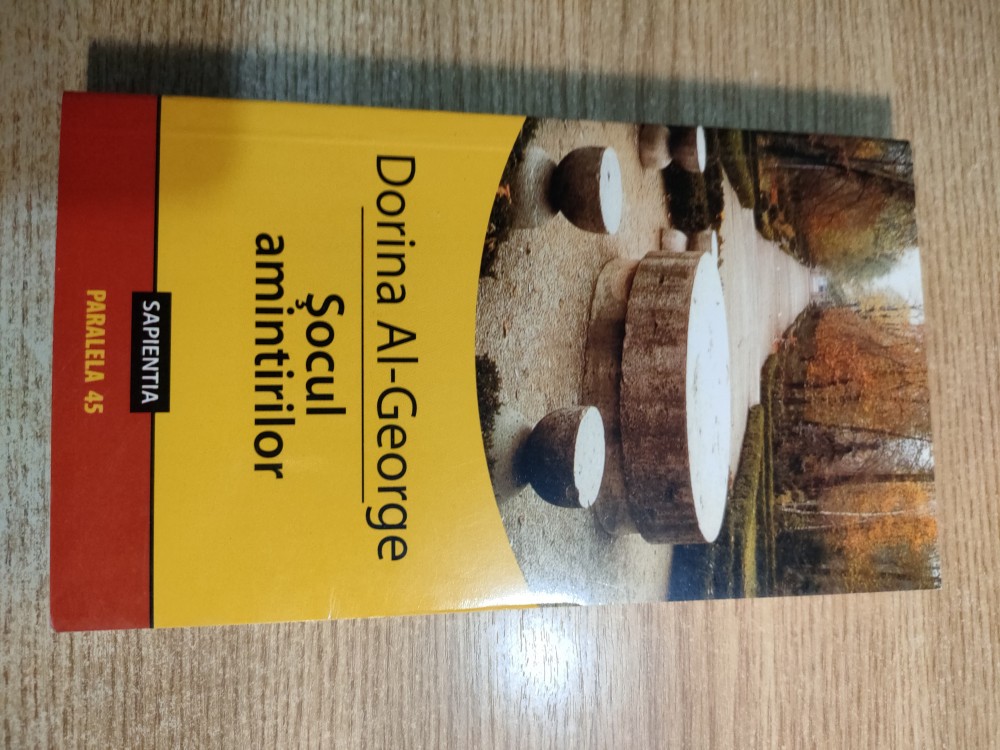 Dorina Al-George
Şocul
amintirilor
SAPIENTIA
PARALELA 45